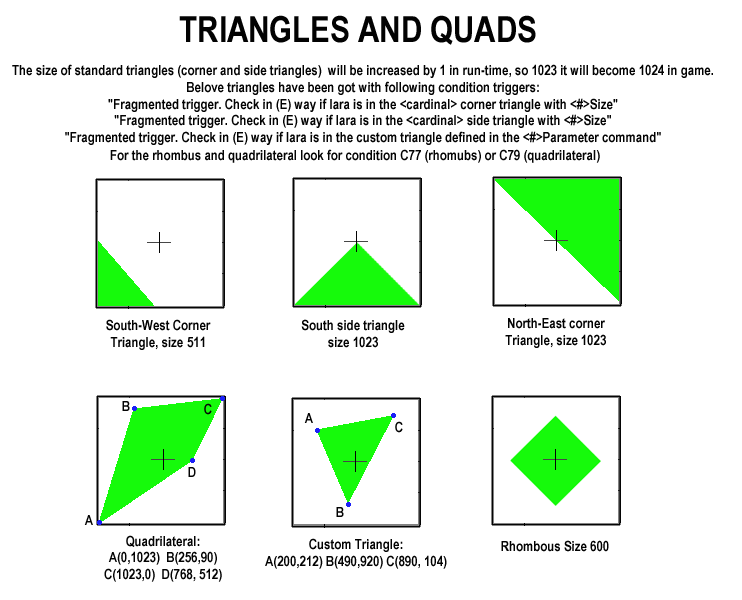 TRIANGLES AND QUADS
The size of standard triangles (corner and side triangles) will be increased by 1 in run-time, so 1023 it will become 1024 in game.
Belove triangles have been got with following condition triggers:
"Fragmented trigger. Check in (E) way if lara is in the <cardinal> corner triangle with <#>Size"
"Fragmented trigger. Check in (E) way if lara is in the <cardinal> side triangle with <#>Size"
"Fragmented trigger. Check in (E) way if lara is in the custom triangle defined in the <#>Parameter command"
For the rhombus and quadrilateral look for condition C77 (rhomubs) or C79 (quadrilateral)
South-West Corner
Triangle, size 511
South side triangle
size 1023
North-East corner
Triangle, size 1023
B
C
D
A
Quadrilateral:
A(0,1023) B(256,90)
C(1023,0) D(768, 512)
A
C
B
Custom Triangle:
A(200,212) B(490,920) C(890, 104)
Rhombous Size 600